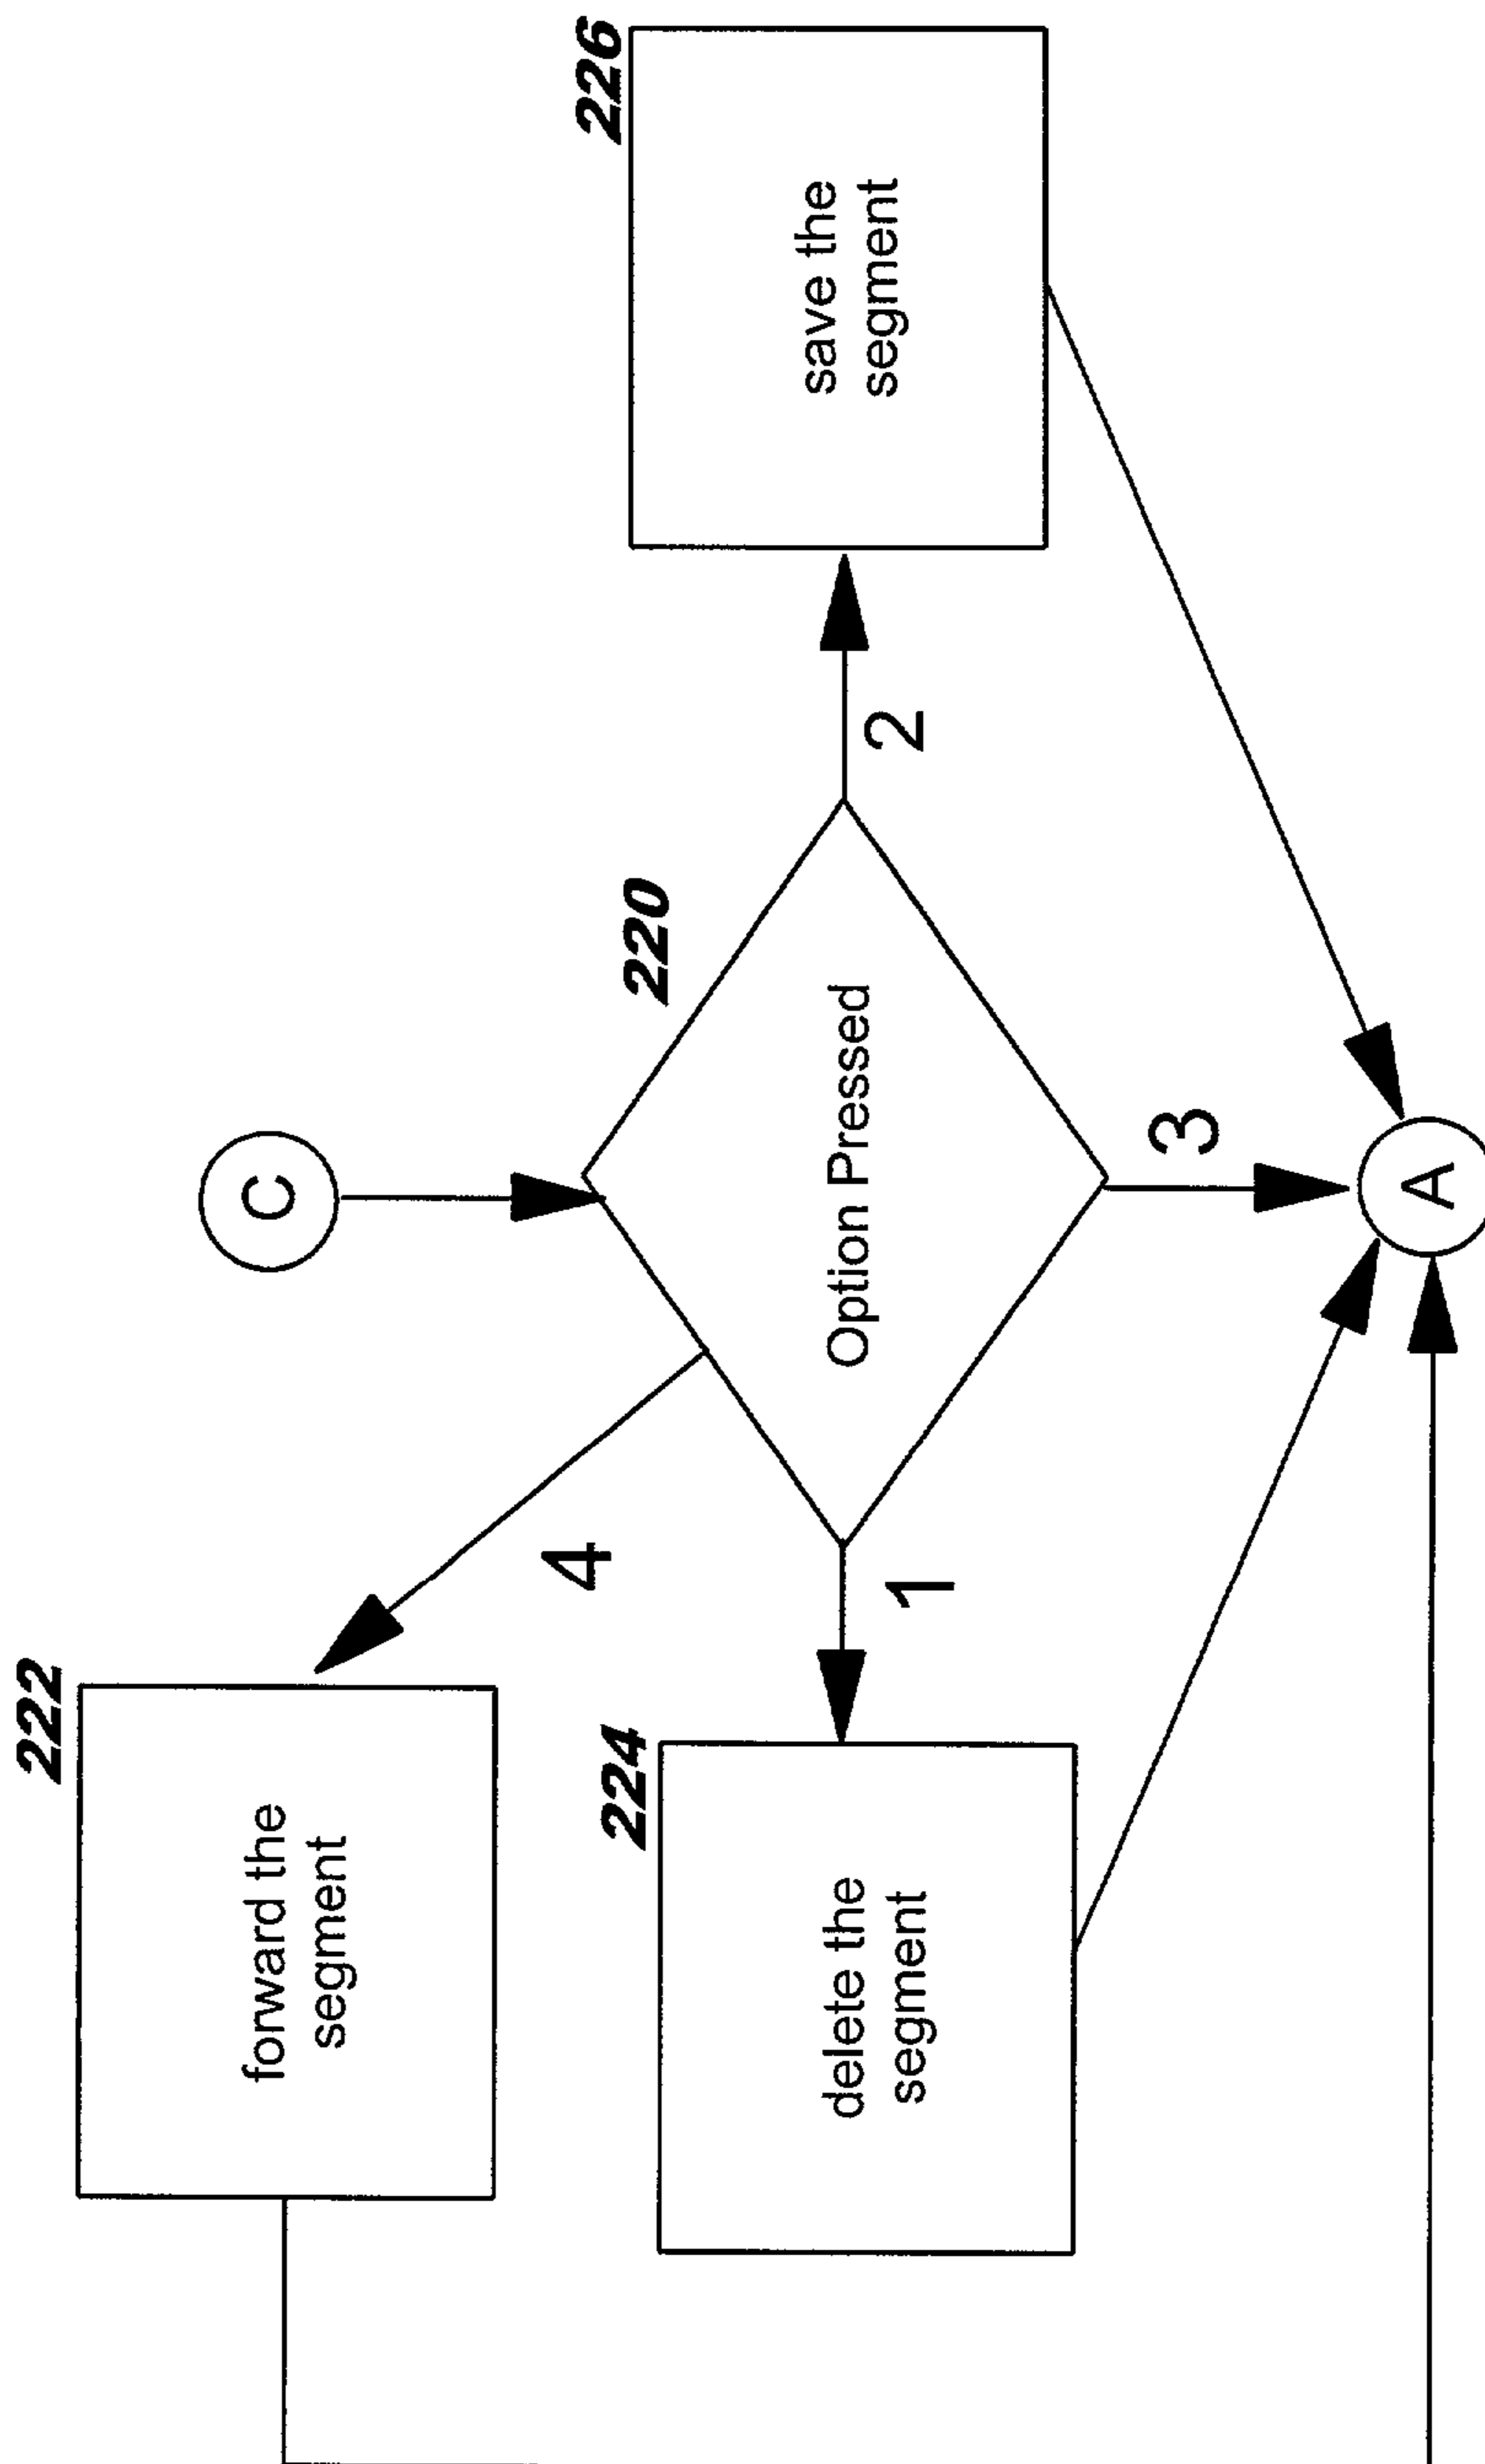 C
222
forward the
segment
4
220
Option Pressed
224
delete the
segment
1
2
226
save the
segment
3
A